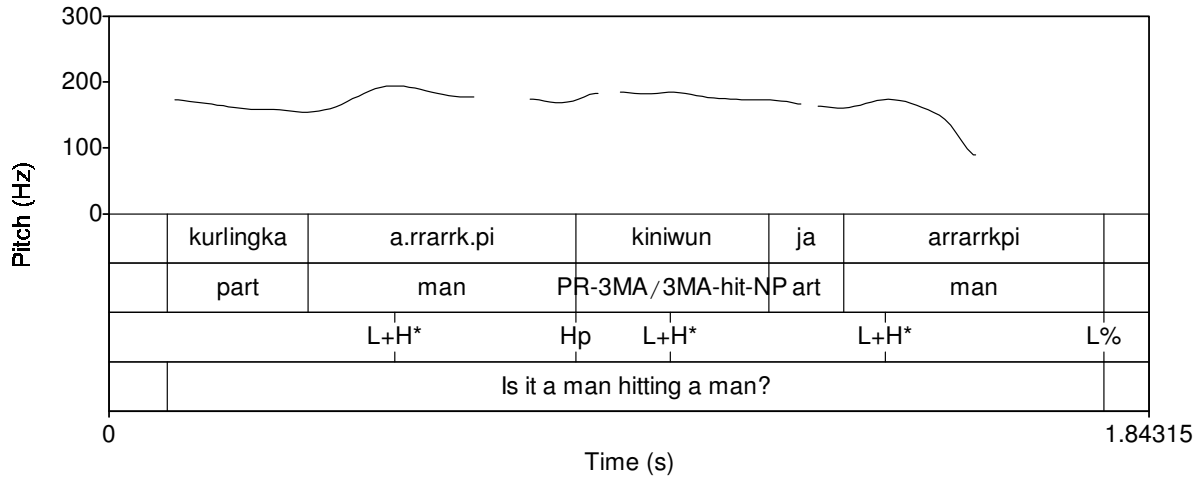 300
200
100
0
Pitch (Hz)
kurlingka a.rrarrk.pi kiniwun ja arrarrkpi
part man PR-3MA/3MA-hit-NP art man
L+H* Hp L+H* L+H* L%
Is it a man hitting a man?
0 1.84315
Time (s)